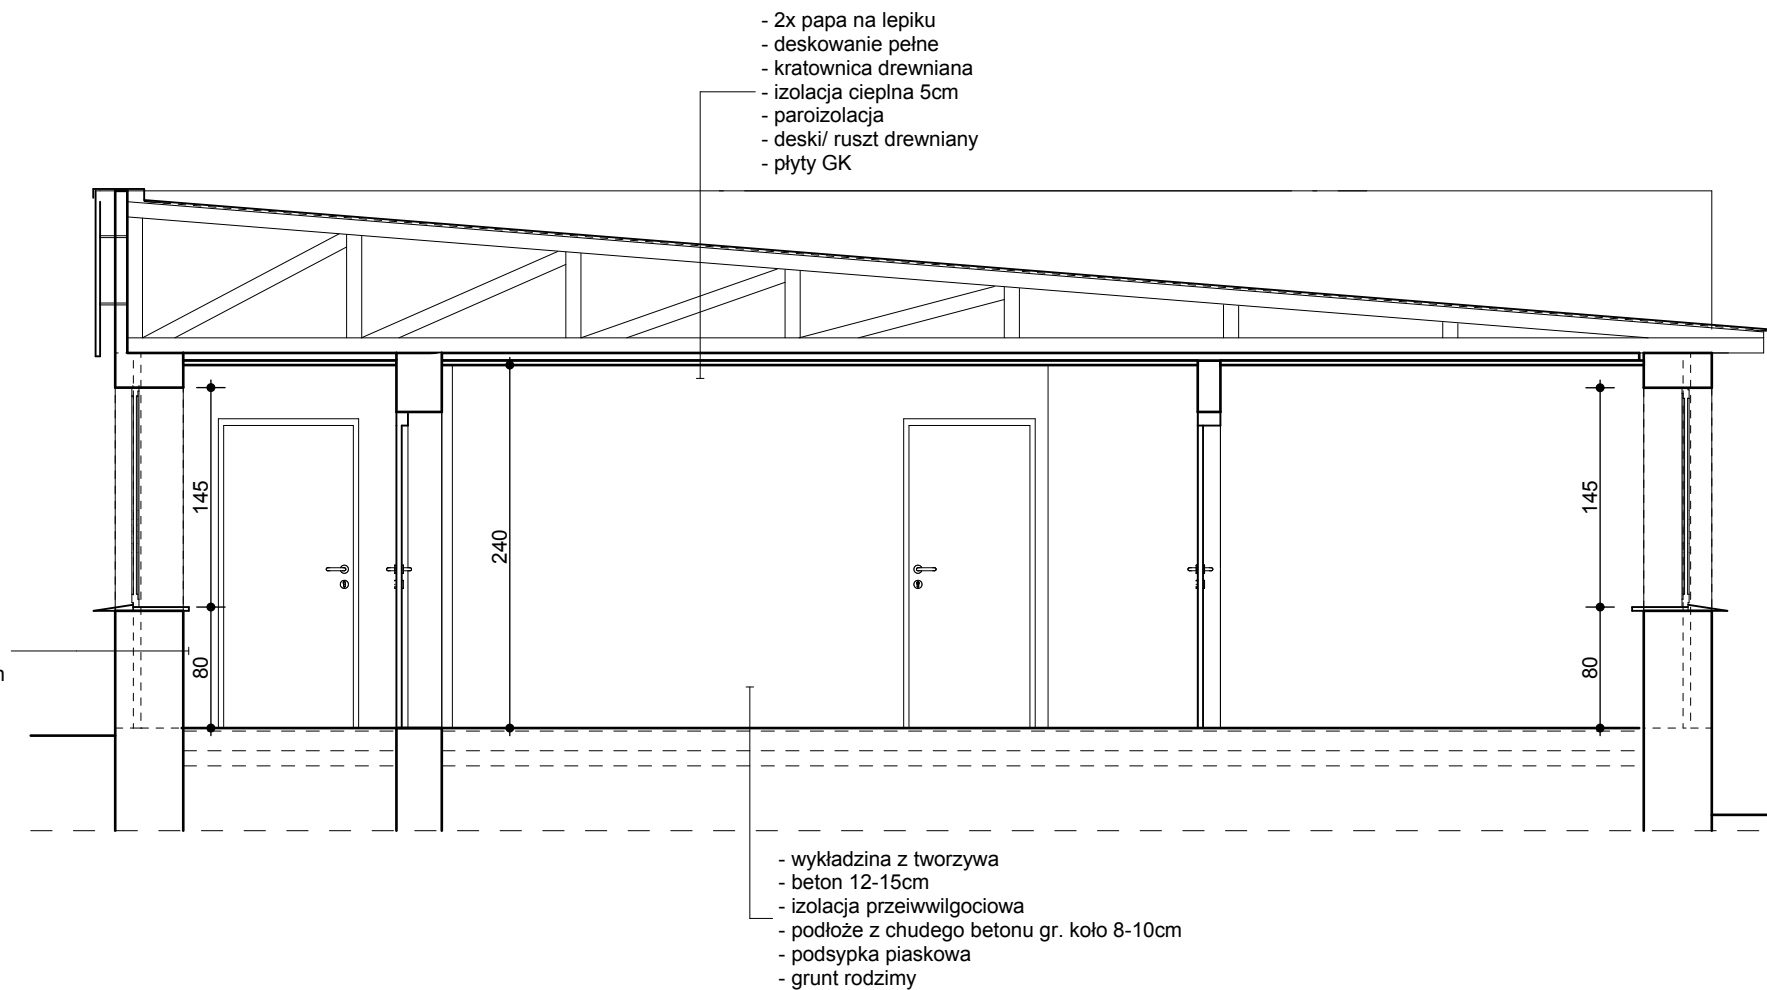 - 2x papa na lepiku
- deskowanie pełne
- kratownica drewniana
- izolacja cieplna 5cm
- paroizolacja
- deski/ ruszt drewniany
- płyty GK
145
240
145
80
80
- wykładzina z tworzywa
- beton 12-15cm
- izolacja przeiwwilgociowa
- podłoże z chudego betonu gr. koło 8-10cm
- podsypka piaskowa
- grunt rodzimy